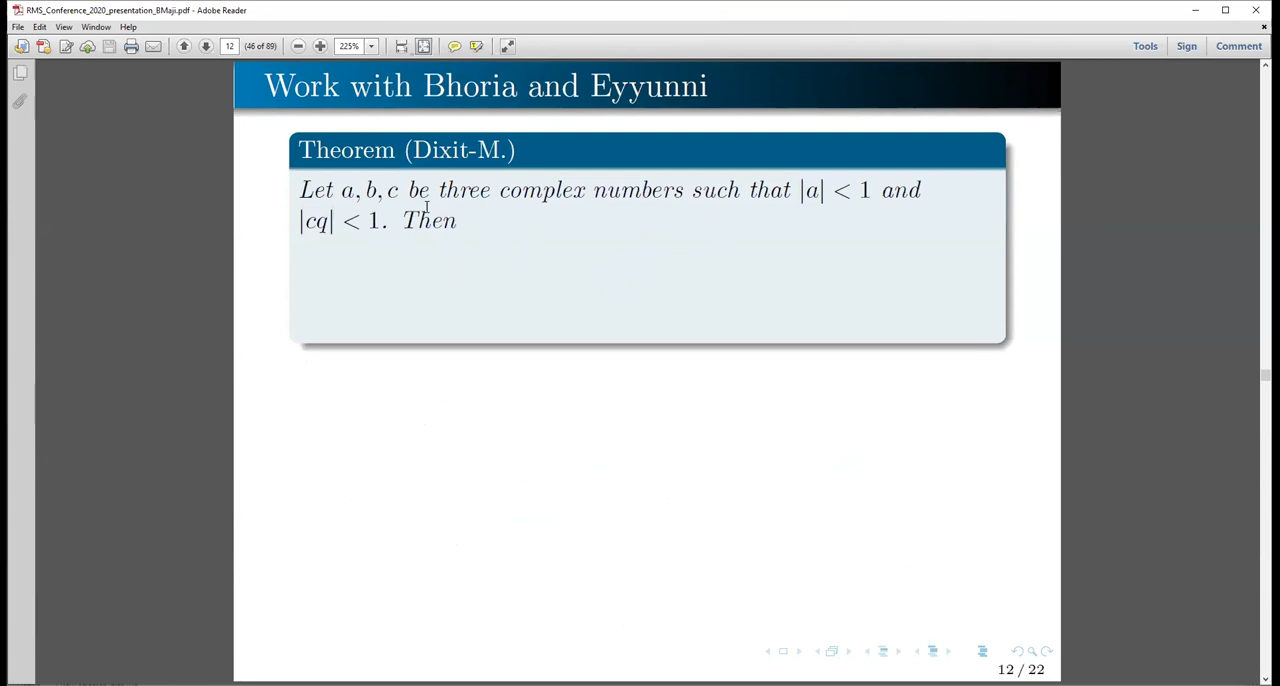 RMS_Conference_2020_presentation_BMaji.pdf - Adobe Reader
File Edit View Window Help
12 (46 of 89) 225% Tools Sign Comment
Work with Bhoria and Eyyunni
Theorem (Dixit-M.)
Let a, b, c be three complex numbers such that |a| < 1 and
|cq| < 1. Then
12 / 22